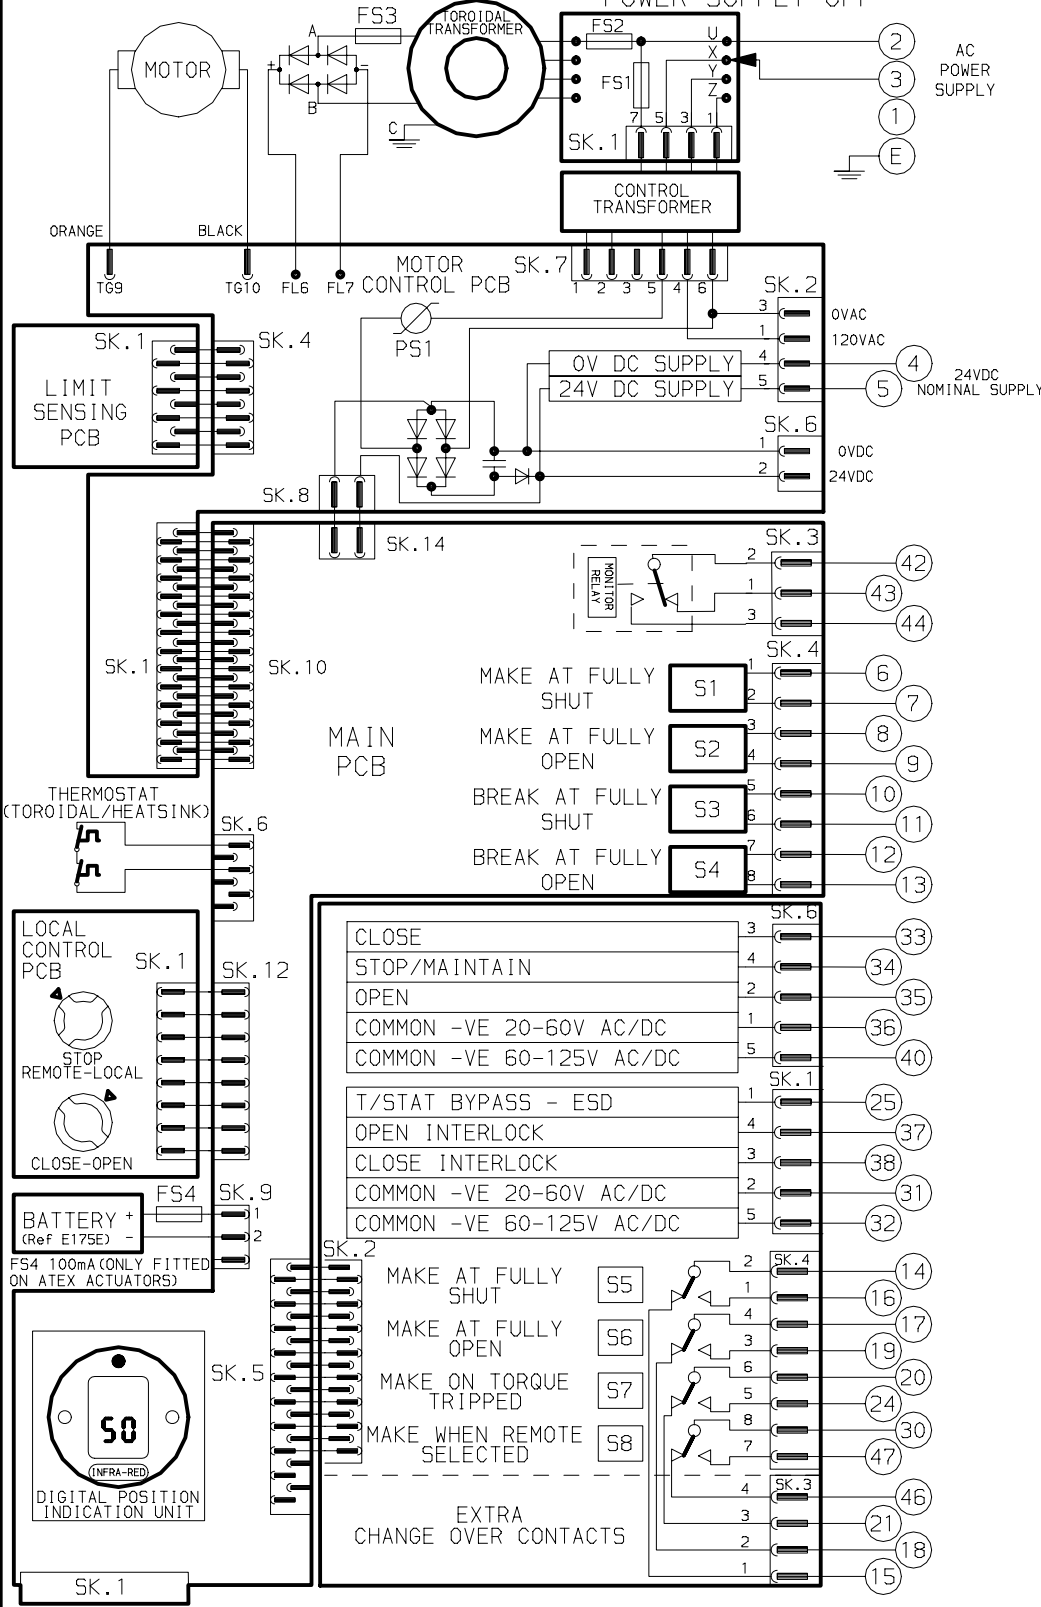 POWER SUPPLY OFF
FS3
TOROIDAL
TRANSFORMER
FS2
A
B
C
+
-
MOTOR
FS1
U
X
Y
Z
7 5 3 1
SK.1
2
3
1
E
AC
POWER
SUPPLY
CONTROL
TRANSFORMER
ORANGE
BLACK
TG9
TG10
FL6
FL7
MOTOR
CONTROL PCB
SK.7
1 2 3 5 4 6
SK.2
3
0VAC
1
120VAC
PS1
0V DC SUPPLY
4
4
24V DC SUPPLY
5
5
24VDC
NOMINAL SUPPLY
SK.6
1
0VDC
2
24VDC
SK.1
SK.4
LIMIT
SENSING
PCB
SK.8
SK.14
SK.1
SK.10
MAIN
PCB
MONITOR
RELAY
SK.3
2
42
1
43
3
44
SK.4
MAKE AT FULLY
SHUT
S1
1
6
2
7
MAKE AT FULLY
OPEN
S2
3
8
4
9
BREAK AT FULLY
SHUT
S3
5
10
6
11
BREAK AT FULLY
OPEN
S4
7
12
8
13
THERMOSTAT
(TOROIDAL/HEATSINK)
SK.6
LOCAL
CONTROL
PCB
SK.1
SK.12
STOP
REMOTE-LOCAL
CLOSE-OPEN
SK.6
CLOSE
3
33
STOP/MAINTAIN
4
34
OPEN
2
35
COMMON -VE 20-60V AC/DC
1
36
COMMON -VE 60-125V AC/DC
5
40
SK.1
T/STAT BYPASS - ESD
1
25
OPEN INTERLOCK
4
37
CLOSE INTERLOCK
3
38
COMMON -VE 20-60V AC/DC
2
31
COMMON -VE 60-125V AC/DC
5
32
BATTERY
(Ref E175E)
+
-
FS4
SK.9
1
2
FS4 100mA(ONLY FITTED
ON ATEX ACTUATORS)
SK.2
SK.5
MAKE AT FULLY
SHUT
S5
SK.4
2
14
1
16
MAKE AT FULLY
OPEN
S6
4
17
3
19
MAKE ON TORQUE
TRIPPED
S7
6
20
5
24
MAKE WHEN REMOTE
SELECTED
S8
8
30
7
47
EXTRA
CHANGE OVER CONTACTS
SK.3
4
46
3
21
2
18
1
15
50
INFRA-RED
DIGITAL POSITION
INDICATION UNIT
SK.1